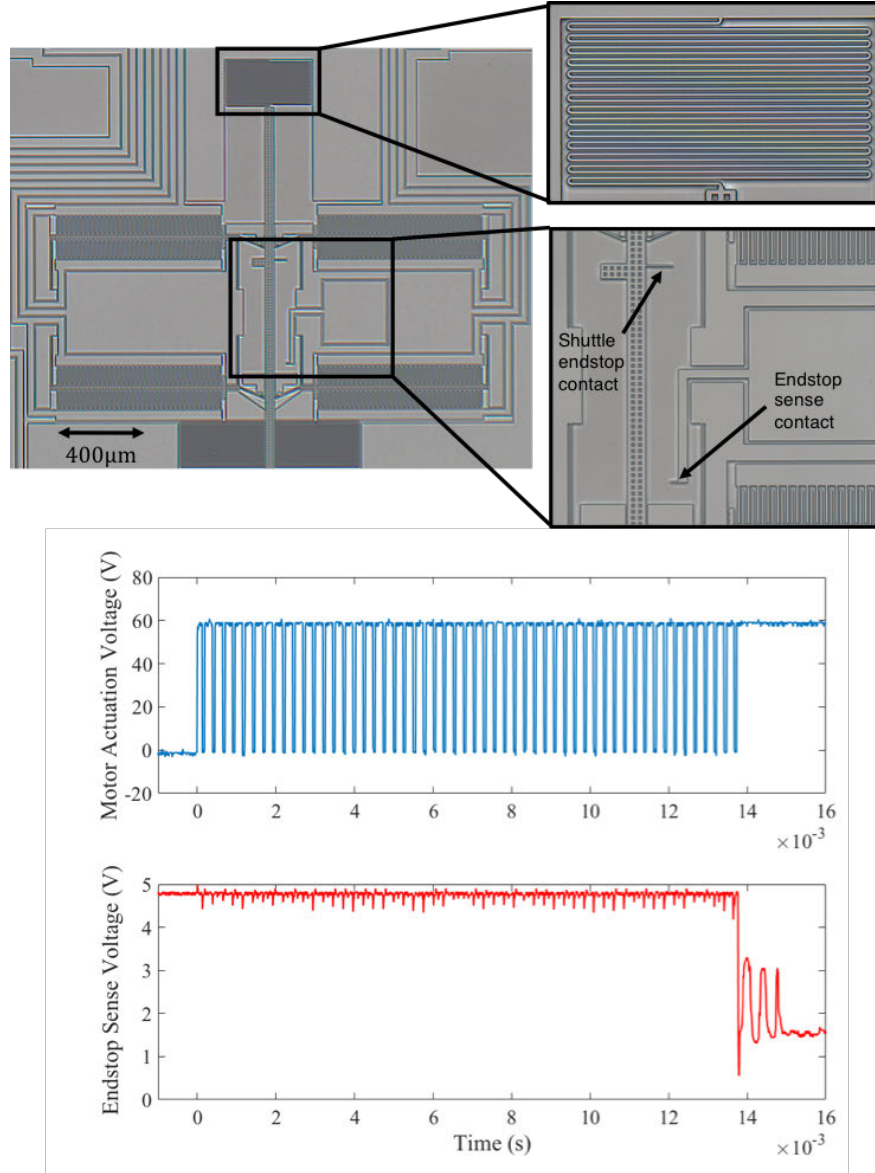 Shuttle
endstop
contact
Endstop
sense
contact
400μm
Motor Actuation Voltage (V)
80
60
40
20
0
-20
0 2 4 6 8 10 12 14 16
×10⁻³
Endstop Sense Voltage (V)
5
4
3
2
1
0
0 2 4 6 8 10 12 14 16
Time (s)
×10⁻³